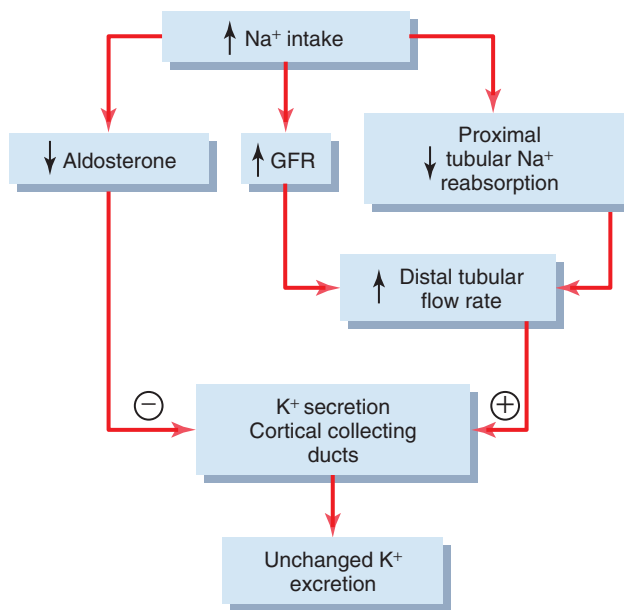 ↑ Na⁺ intake
↓ Aldosterone
↑ GFR
Proximal
↓ tubular Na⁺
reabsorption
↑ Distal tubular
flow rate
−
+
K⁺ secretion
Cortical collecting
ducts
Unchanged K⁺
excretion